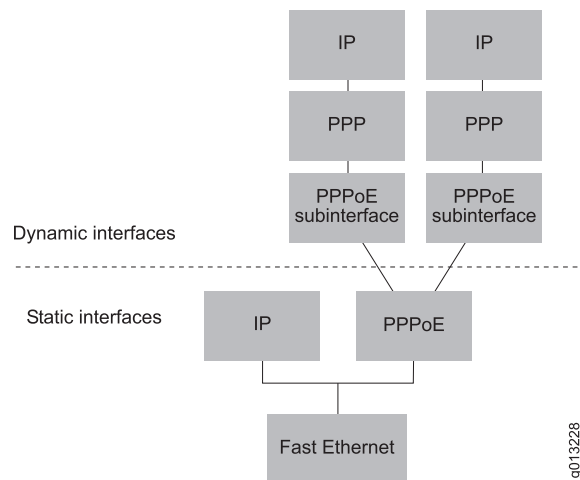 IP
IP
PPP
PPP
PPPoE
subinterface
PPPoE
subinterface
Dynamic interfaces
Static interfaces
IP
PPPoE
Fast Ethernet
g013228